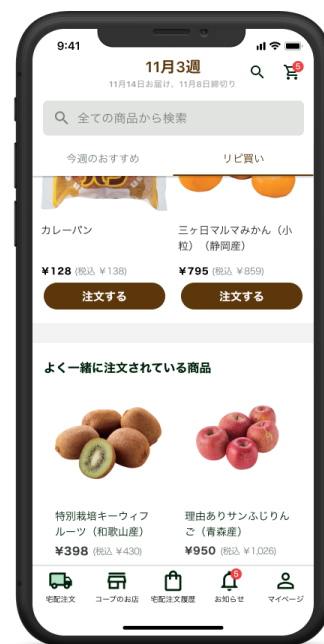 9:41
11月3週
11月14日お届け、11月8日締切り
5
全ての商品から検索
今週のおすすめ
リピ買い
パン
カレーパン
三ヶ日マルマみかん（小
粒）（静岡産）
¥128 (税込 ¥138)
¥795 (税込 ¥859)
注文する
注文する
よく一緒に注文されている商品
特別栽培キーウィフ
ルーツ（和歌山産）
理由ありサンふじりん
ご（青森産）
¥398 (税込 ¥430)
¥950 (税込 ¥1,026)
6
宅配注文
コープのお店
宅配注文履歴
お知らせ
マイページ